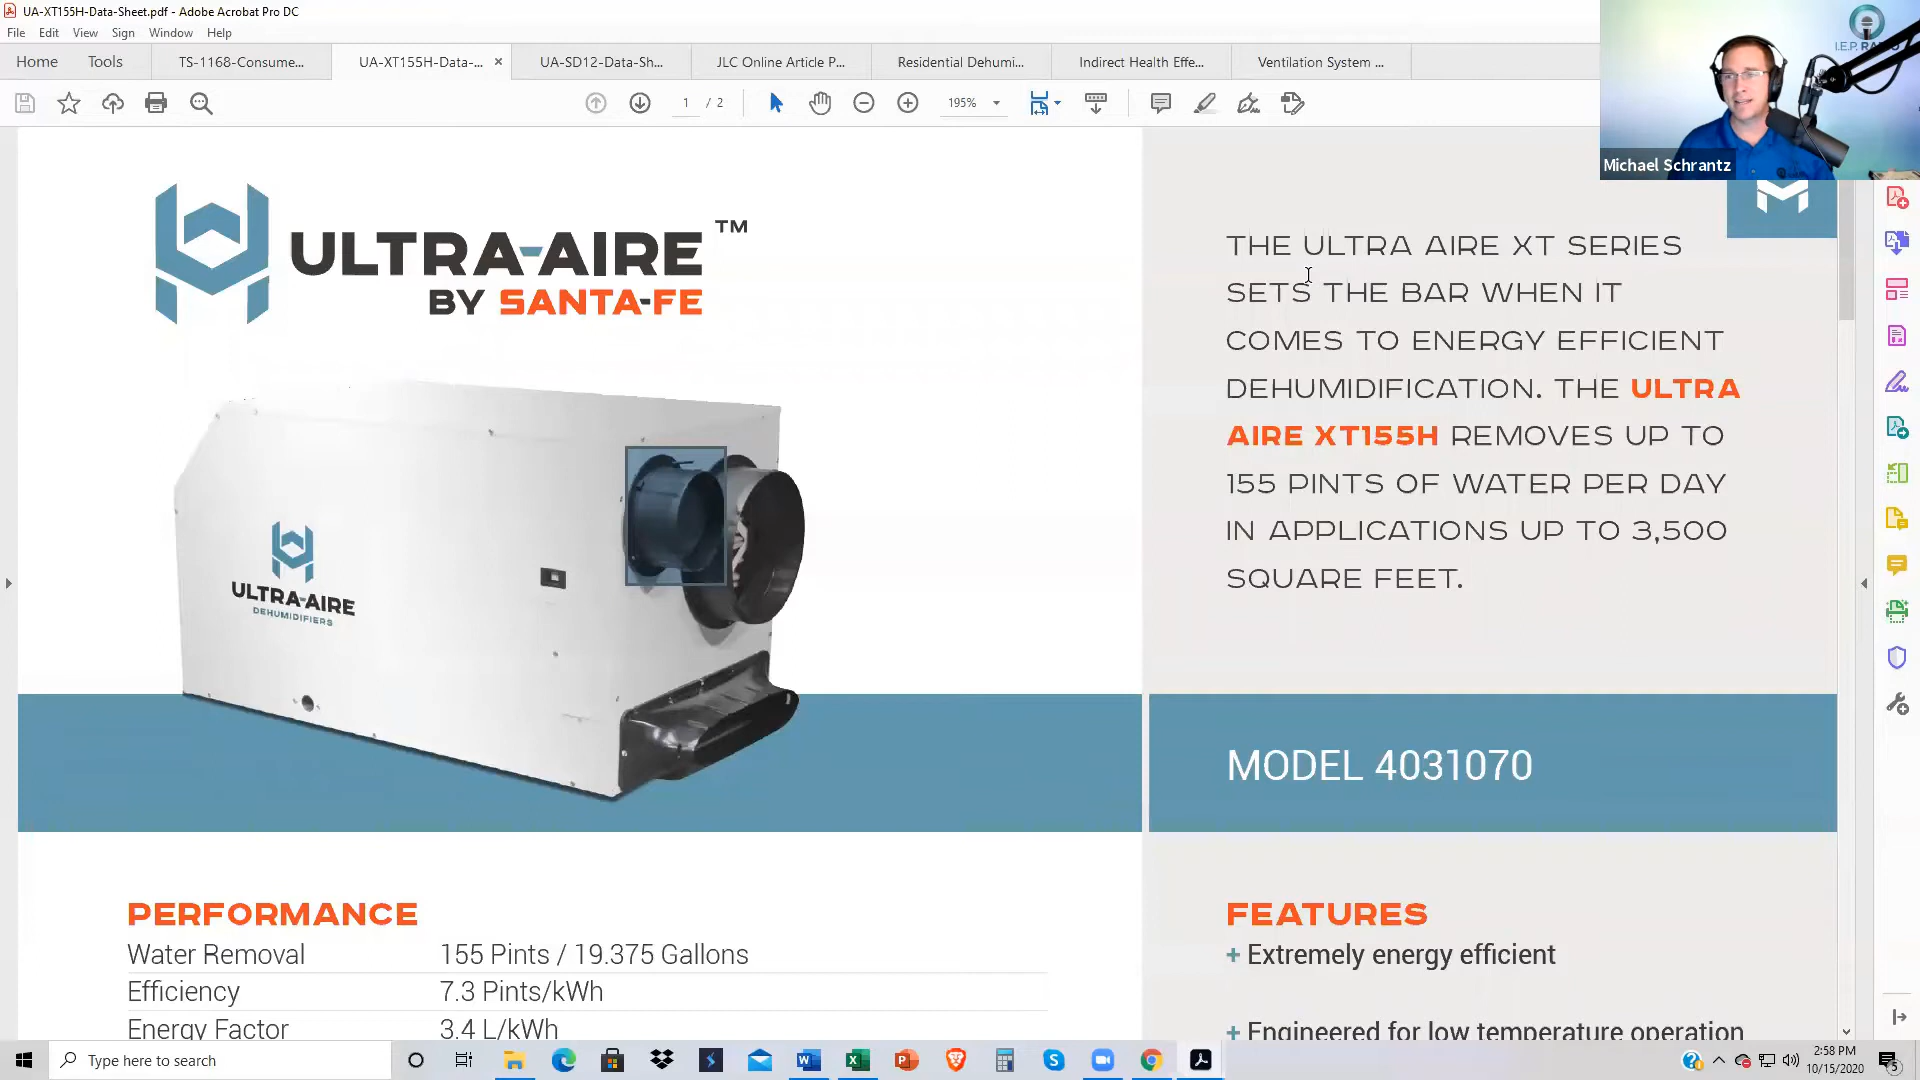 UA-XT155H-Data-Sheet.pdf - Adobe Acrobat Pro DC
File Edit View Sign Window Help
Home Tools TS-1168-Consume... UA-XT155H-Data-... × UA-SD12-Data-Sh... JLC Online Article P... Residential Dehumi... Indirect Health Effe... Ventilation System ...
1 / 2 195%
Michael Schrantz
ULTRA-AIRE ™
BY SANTA-FE
THE ULTRA AIRE XT SERIES
SETS THE BAR WHEN IT
COMES TO ENERGY EFFICIENT
DEHUMIDIFICATION. THE ULTRA
AIRE XT155H REMOVES UP TO
155 PINTS OF WATER PER DAY
IN APPLICATIONS UP TO 3,500
SQUARE FEET.
ULTRA-AIRE
DEHUMIDIFIERS
MODEL 4031070
PERFORMANCE
Water Removal 155 Pints / 19.375 Gallons
Efficiency 7.3 Pints/kWh
Energy Factor 3.4 L/kWh
FEATURES
+ Extremely energy efficient
+ Engineered for low temperature operation
Type here to search
2:58 PM
10/15/2020
5